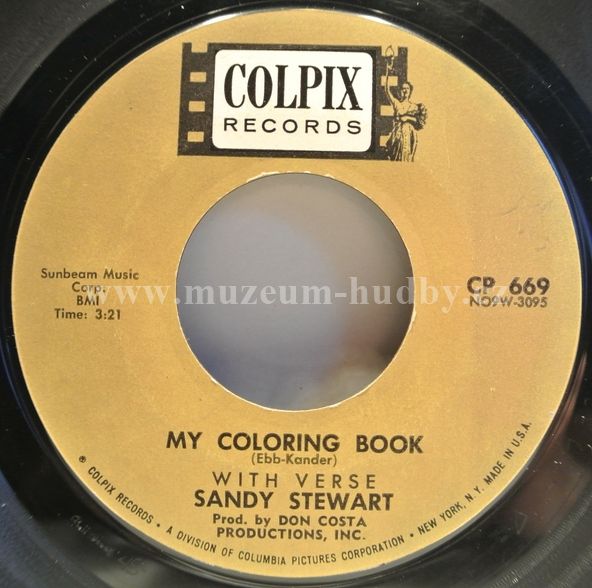 COLPIX
RECORDS
Sunbeam Music
Corp.
BMI
Time: 3:21
CP 669
NO9W-3095
www.muzeum-hudby.cz
MY COLORING BOOK
(Ebb-Kander)
WITH VERSE
SANDY STEWART
Prod. by DON COSTA
PRODUCTIONS, INC.
® COLPIX RECORDS • A DIVISION OF COLUMBIA PICTURES CORPORATION • NEW YORK, N. Y. MADE IN U.S.A.